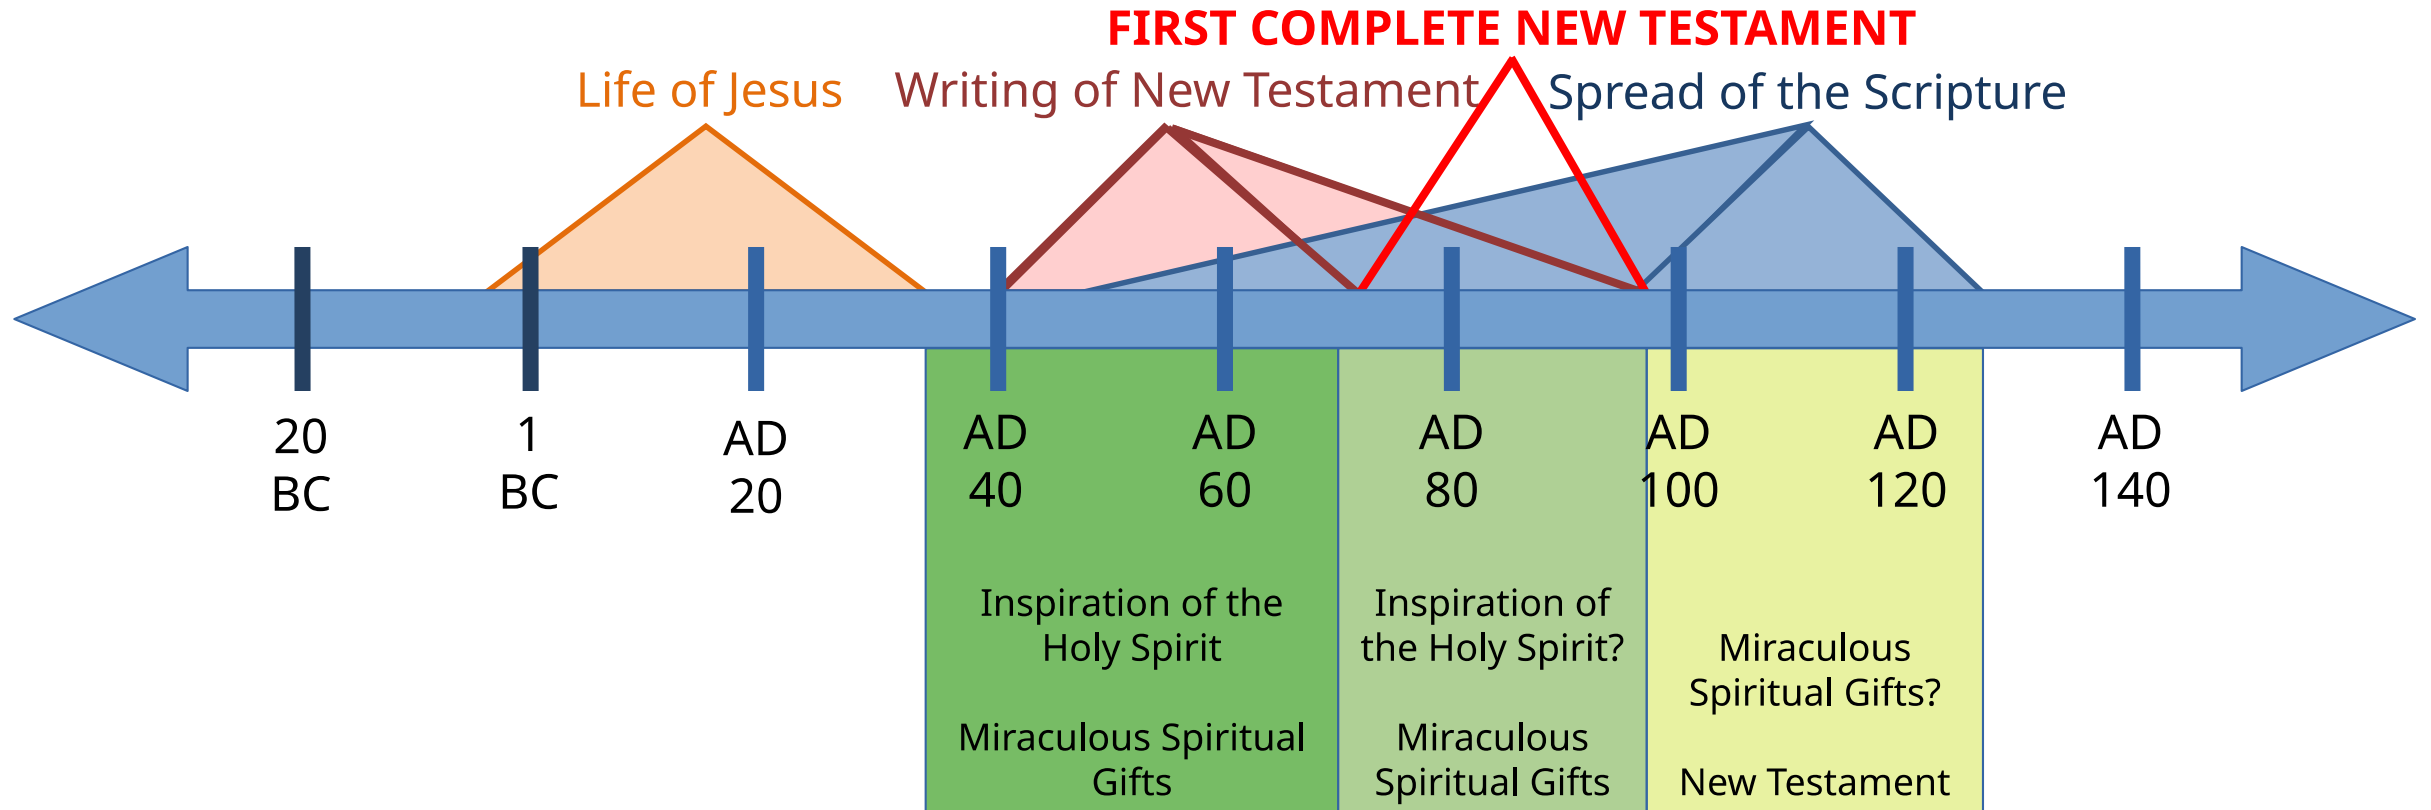 FIRST COMPLETE NEW TESTAMENT
Life of Jesus
Writing of New Testament
Spread of the Scripture
20
BC
1
BC
AD
20
AD
40
AD
60
AD
80
AD
100
AD
120
AD
140
Inspiration of the
Holy Spirit
Miraculous Spiritual
Gifts
Inspiration of
the Holy Spirit?
Miraculous
Spiritual Gifts
Miraculous
Spiritual Gifts?
New Testament